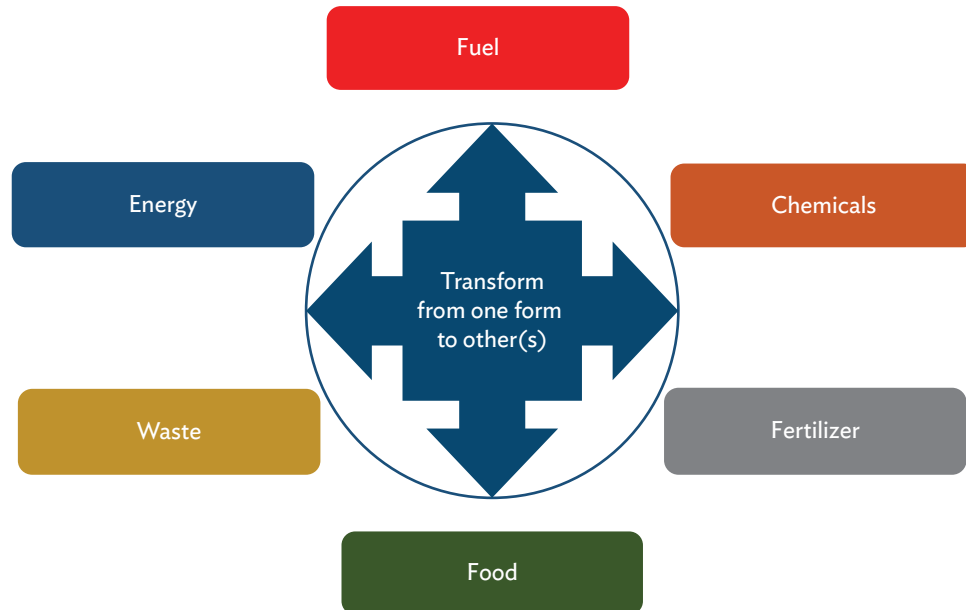 Fuel
Energy
Chemicals
Transform
from one form
to other(s)
Waste
Fertilizer
Food